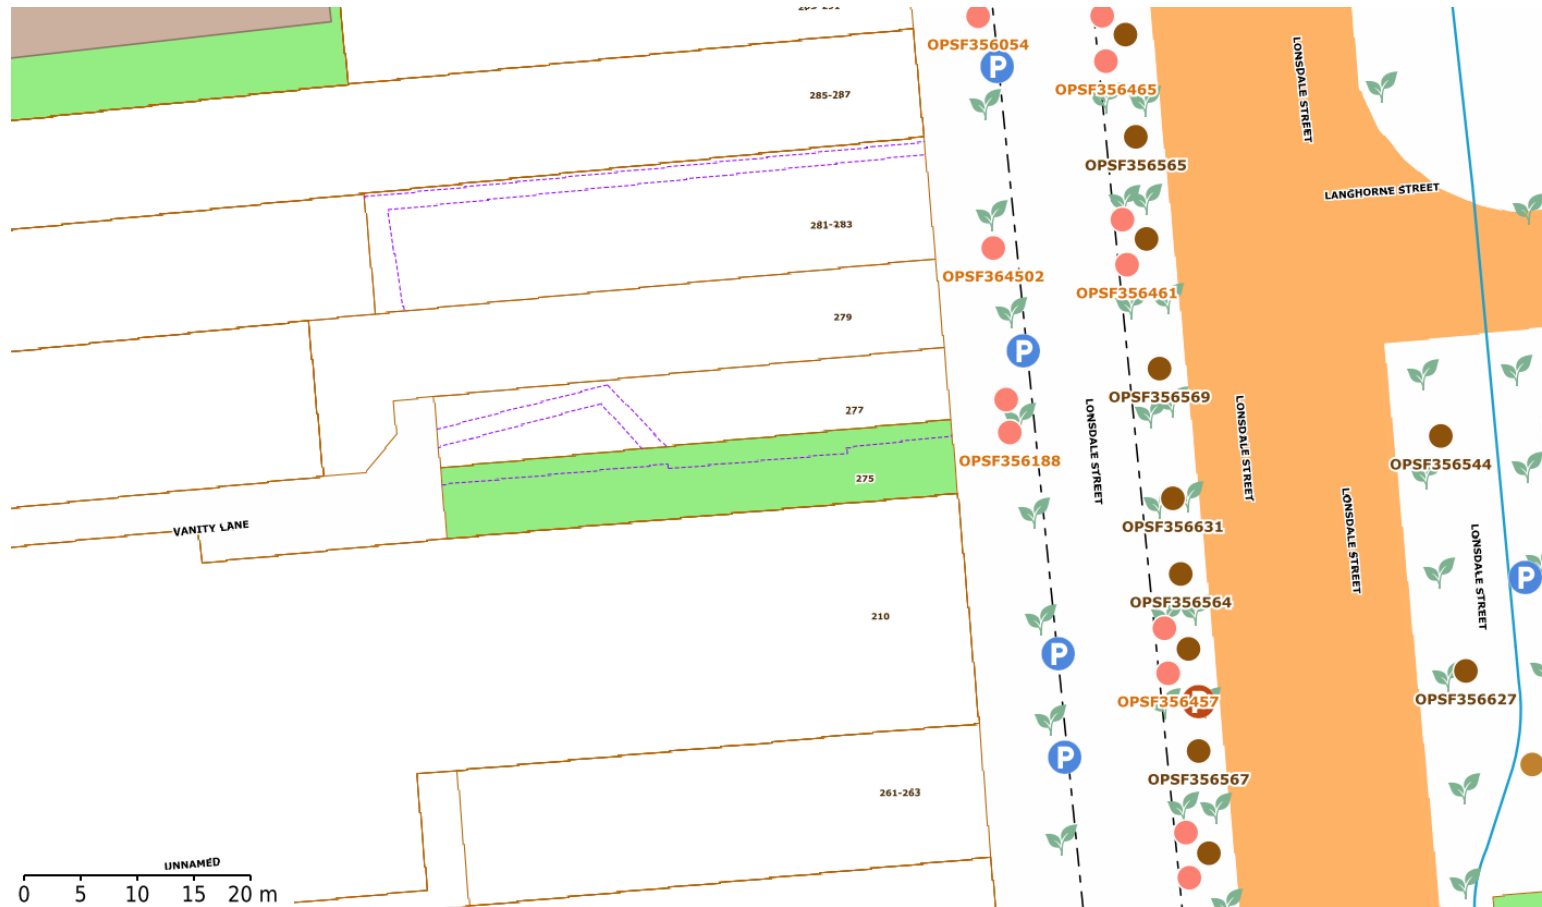 OPSF356054
P
285-287
OPSF356465
LONSDALE STREET
OPSF356565
LANGHORNE STREET
281-283
OPSF364502
OPSF356461
279
P
OPSF356569
277
LONSDALE STREET
LONSDALE STREET
OPSF356188
OPSF356544
275
LONSDALE STREET
OPSF356631
VANITY LANE
LONSDALE STREET
P
OPSF356564
210
P
OPSF356457
P
OPSF356627
P
OPSF356567
261-263
UNNAMED
0 5 10 15 20 m